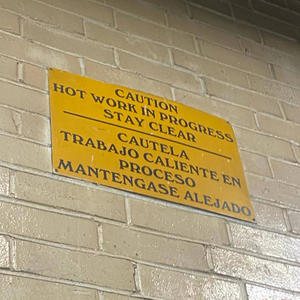 CAUTION
HOT WORK IN PROGRESS
STAY CLEAR
CAUTELA
TRABAJO CALIENTE EN
PROCESO
MANTENGASE ALEJADO